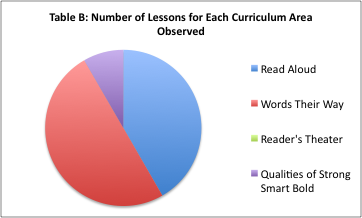 Table B: Number of Lessons for Each Curriculum Area
Observed
Read Aloud
Words Their Way
Reader's Theater
Qualities of Strong
Smart Bold